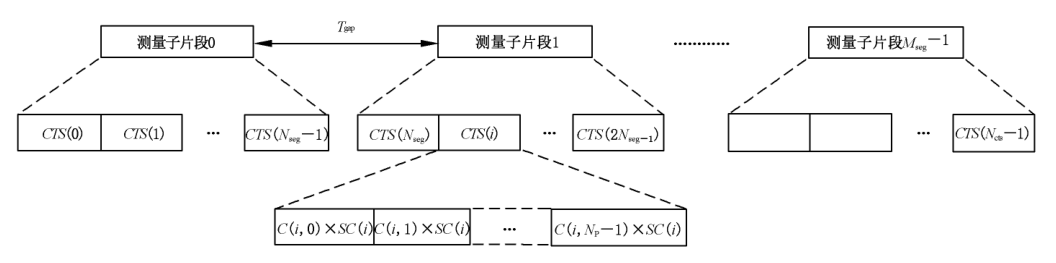 T_gap
测量子片段0 测量子片段1 ………… 测量子片段M_seg−1
CTS(0) CTS(1) … CTS(N_seg−1) CTS(N_seg) CTS(i) … CTS(2N_seg−1) … CTS(N_cts−1)
C(i,0)×SC(i) C(i,1)×SC(i) … C(i,N_P−1)×SC(i)